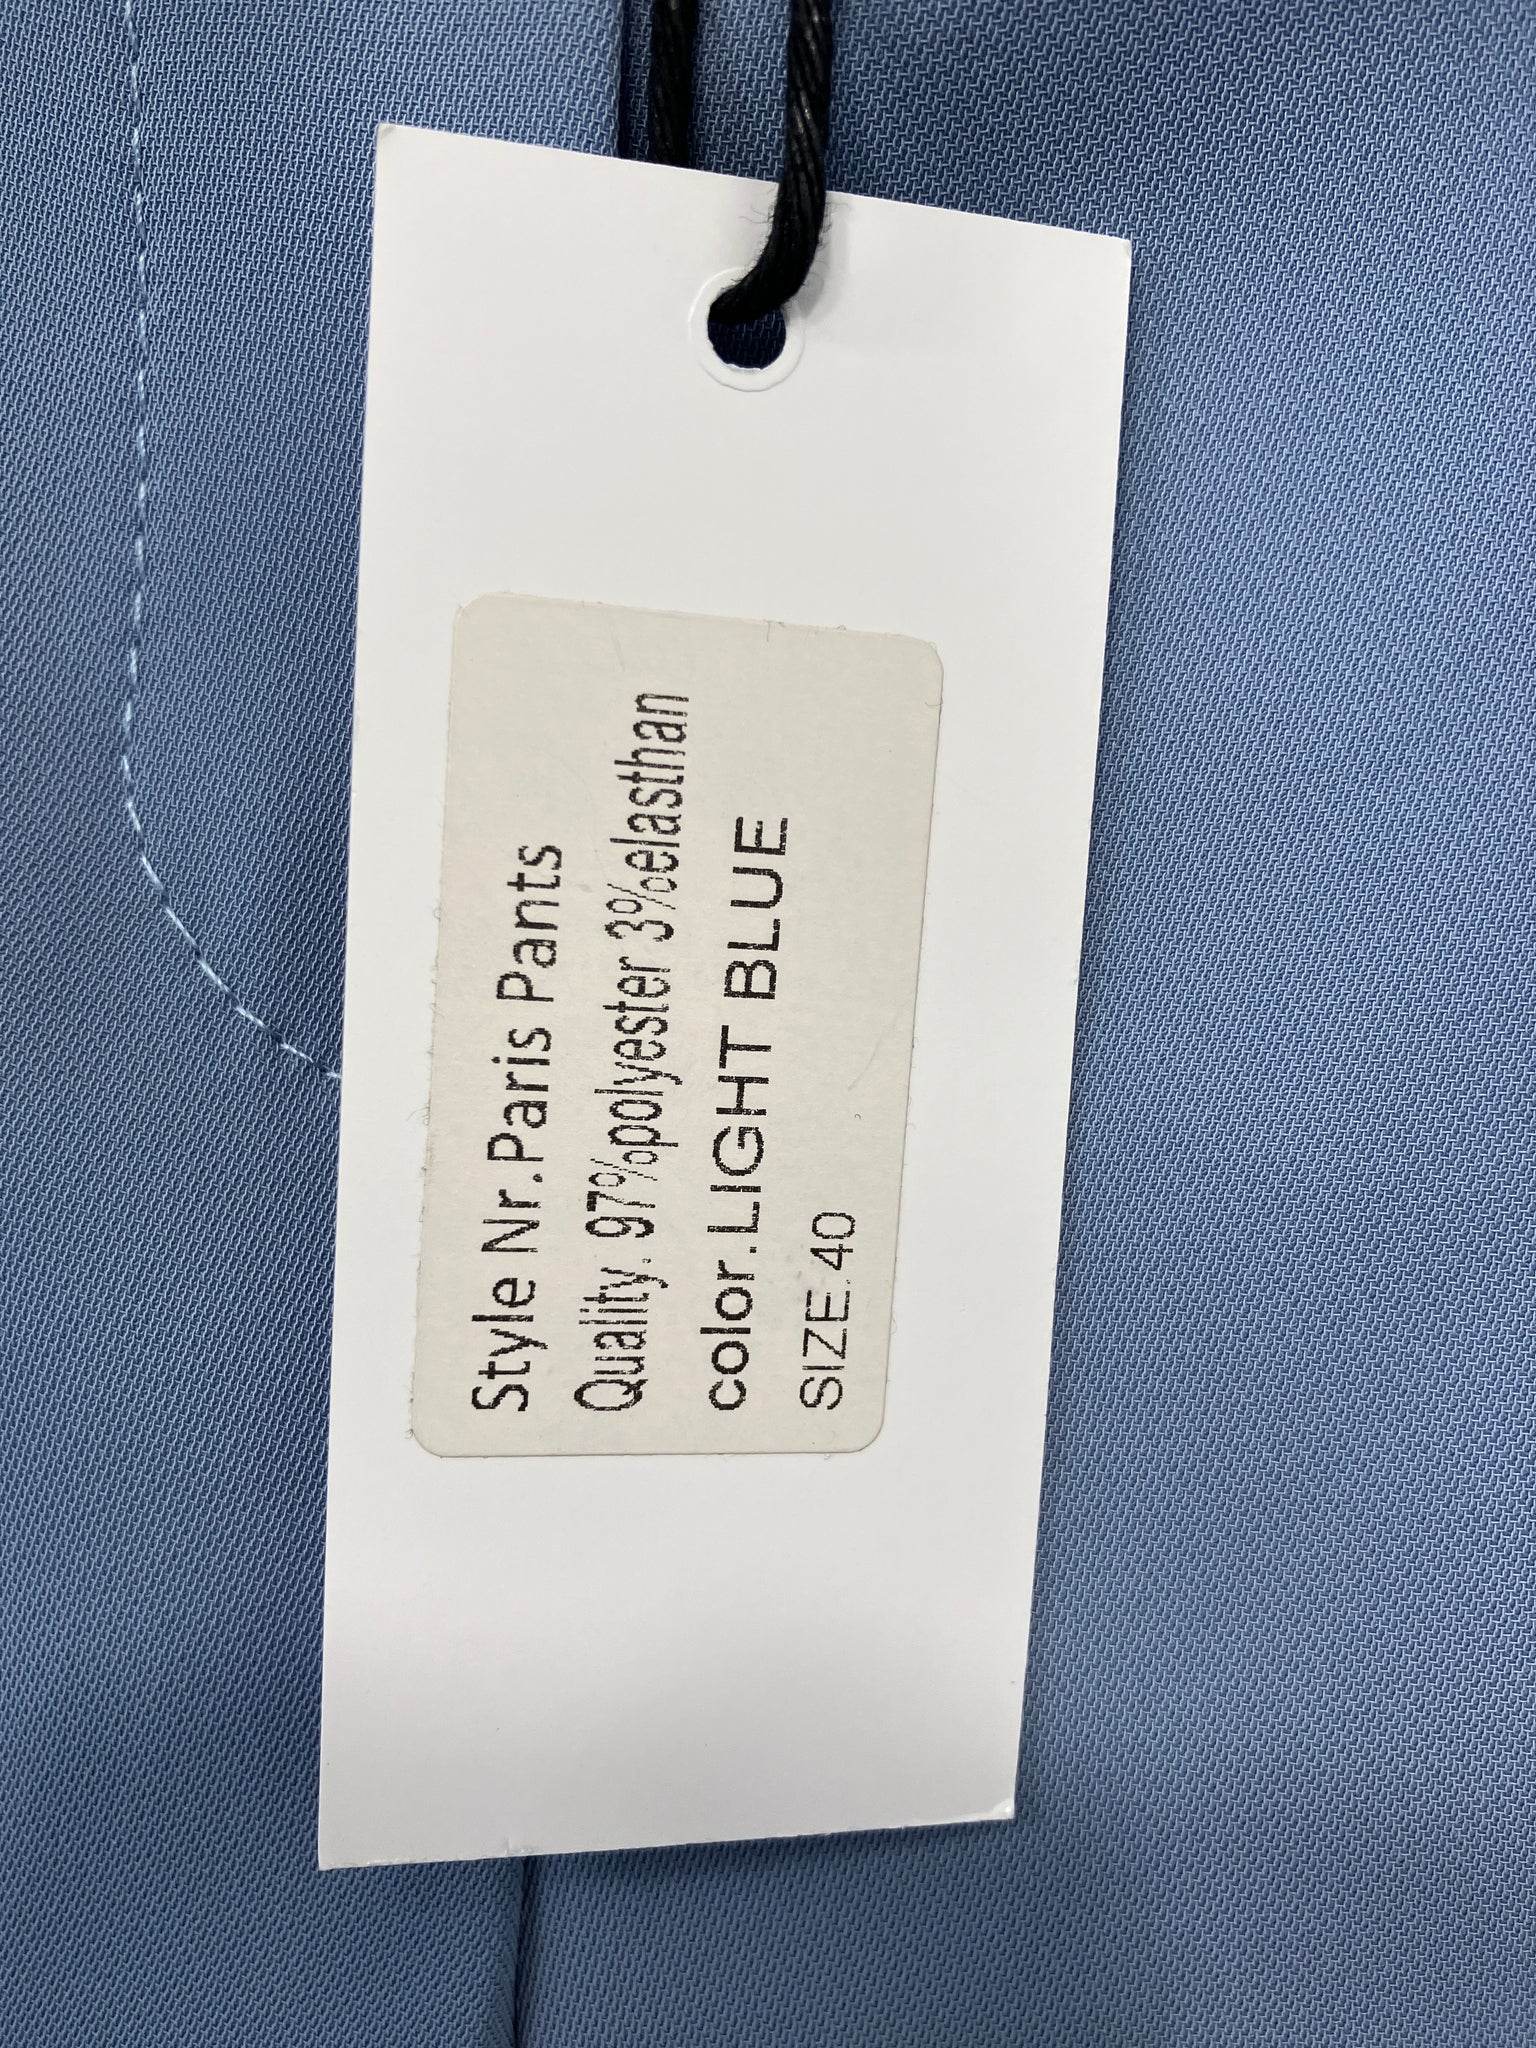 Style Nr.Paris Pants
Quality. 97%polyester 3%elasthan
color.LIGHT BLUE
SIZE.40